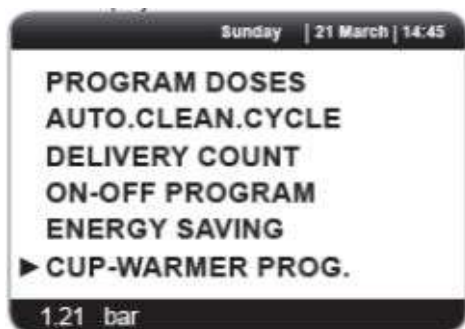 Sunday | 21 March | 14:45
PROGRAM DOSES
AUTO.CLEAN.CYCLE
DELIVERY COUNT
ON-OFF PROGRAM
ENERGY SAVING
►CUP-WARMER PROG.
1.21 bar